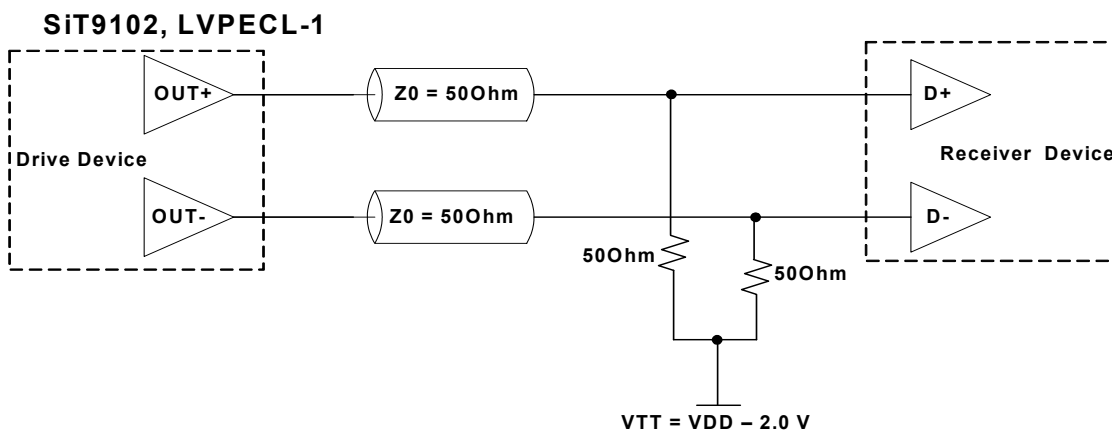 SiT9102, LVPECL-1
OUT+
Z0 = 50Ohm
D+
Drive Device
Receiver Device
OUT-
Z0 = 50Ohm
D-
50Ohm
50Ohm
VTT = VDD – 2.0 V